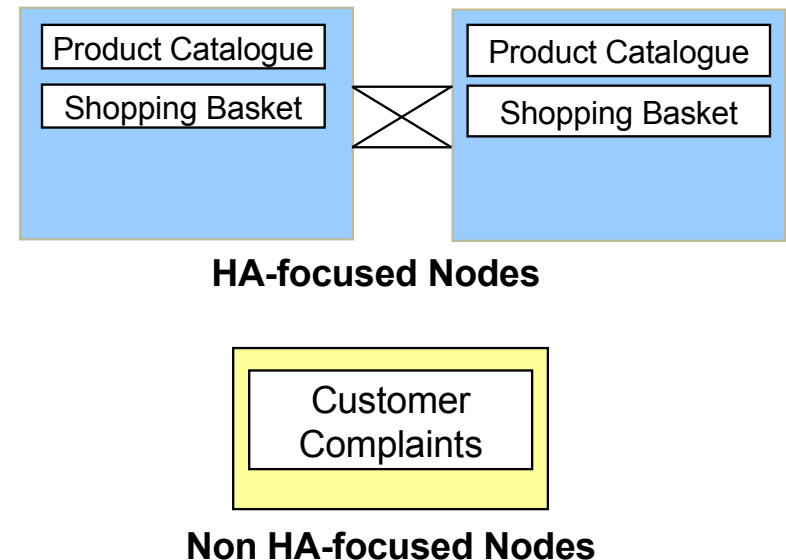 Product Catalogue
Shopping Basket
Product Catalogue
Shopping Basket
HA-focused Nodes
Customer
Complaints
Non HA-focused Nodes